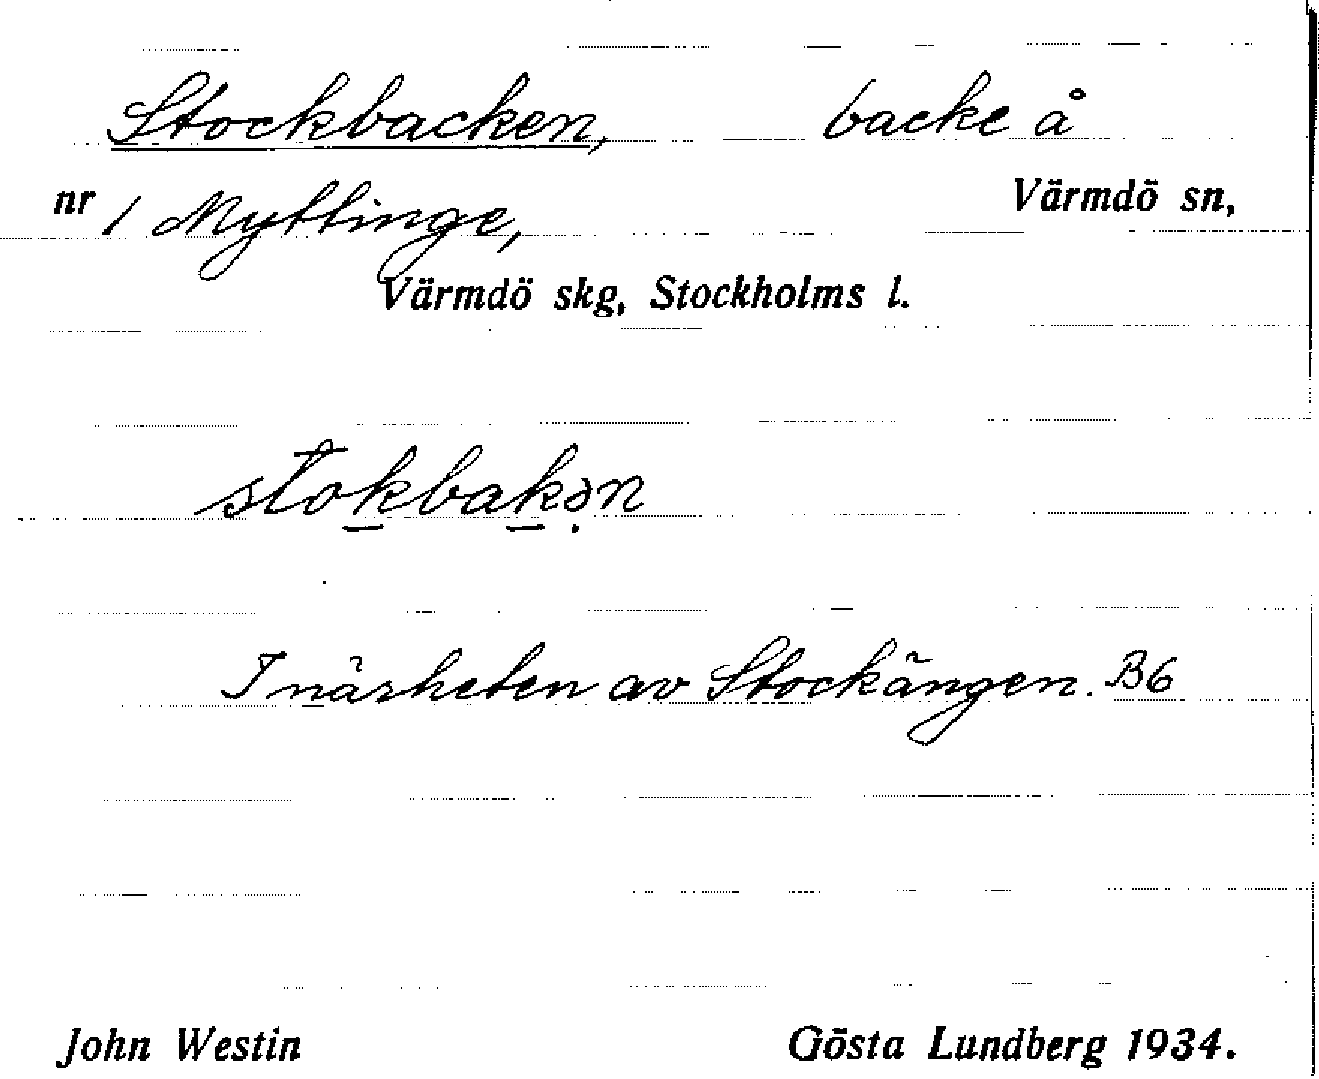 Stockbacken, backe å
nr 1 Myttinge, Värmdö sn,
Värmdö skg, Stockholms l.
stokbakən
I närheten av Stockängen. B6
John Westin Gösta Lundberg 1934.